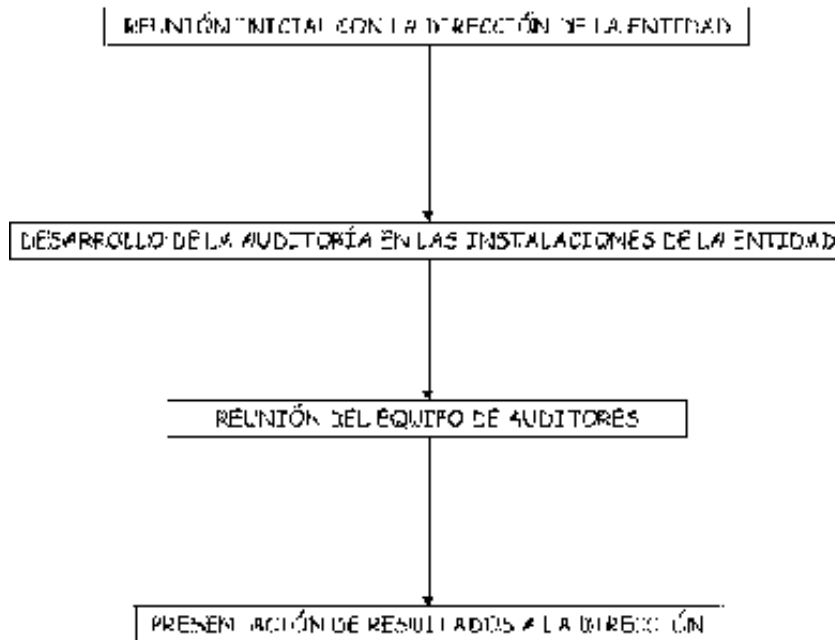 REUNIÓN INICIAL CON LA DIRECCIÓN DE LA ENTIDAD
DESARROLLO DE LA AUDITORÍA EN LAS INSTALACIONES DE LA ENTIDAD
REUNIÓN DEL EQUIPO DE AUDITORES
PRESENTACIÓN DE RESULTADOS A LA DIRECCIÓN